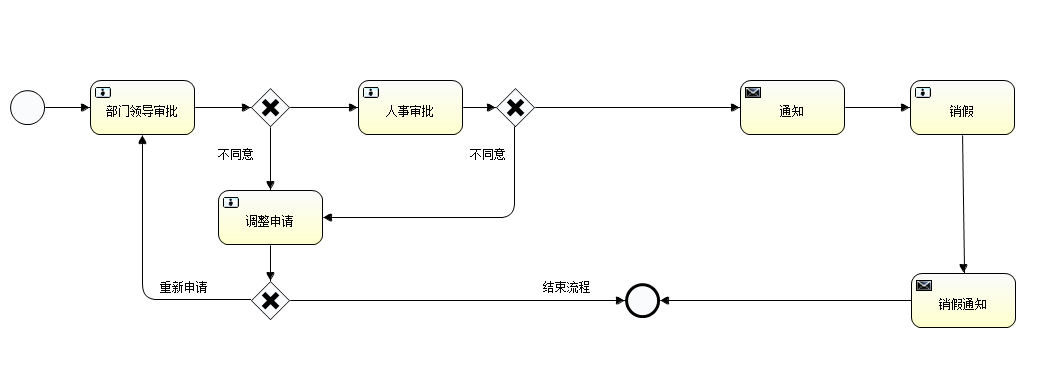 部门领导审批
人事审批
通知
销假
不同意
不同意
调整申请
重新申请
结束流程
销假通知